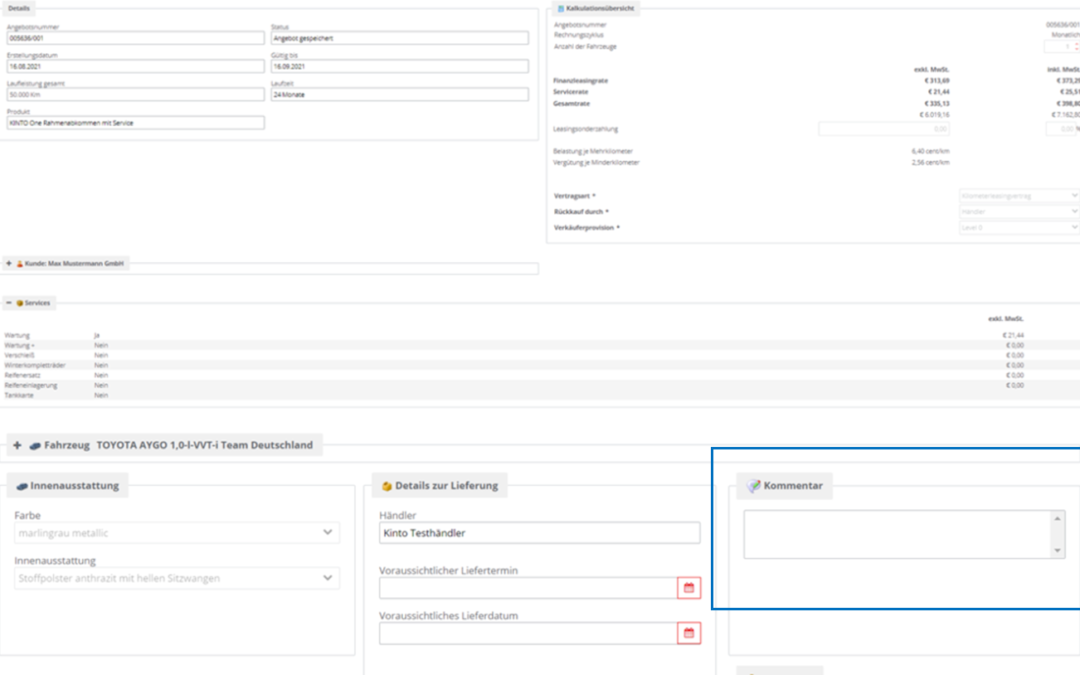 Details
Angebotsnummer
005636/001
Status
Angebot gespeichert
Erstellungsdatum
16.08.2021
Gültig bis
16.09.2021
Laufleistung gesamt
50.000 Km
Laufzeit
24 Monate
Produkt
KINTO One Rahmenabkommen mit Service
Kalkulationsübersicht
Angebotsnummer 005636/001
Rechnungszyklus Monatlich
Anzahl der Fahrzeuge 1
exkl. MwSt. inkl. MwSt.
Finanzleasingrate € 313,69 € 373,29
Servicerate € 21,44 € 25,51
Gesamtrate € 335,13 € 398,80
€ 6.019,16 € 7.162,80
Leasingsonderzahlung 0,00 0,00 %
Belastung je Mehrkilometer 6,40 cent/km
Vergütung je Minderkilometer 2,56 cent/km
Vertragsart * Kilometerleasingvertrag
Rückkauf durch * Händler
Verkäuferprovision * Level 0
+ Kunde: Max Mustermann GmbH
− Services
exkl. MwSt.
Wartung Ja € 21,44
Wartung + Nein € 0,00
Verschleiß Nein € 0,00
Winterkompletträder Nein € 0,00
Reifenersatz Nein € 0,00
Reifeneinlagerung Nein € 0,00
Tankkarte Nein
+ Fahrzeug TOYOTA AYGO 1,0-l-VVT-i Team Deutschland
Innenausstattung
Farbe
marlingrau metallic
Innenausstattung
Stoffpolster anthrazit mit hellen Sitzwangen
Details zur Lieferung
Händler
Kinto Testhändler
Voraussichtlicher Liefertermin
Voraussichtliches Lieferdatum
Kommentar